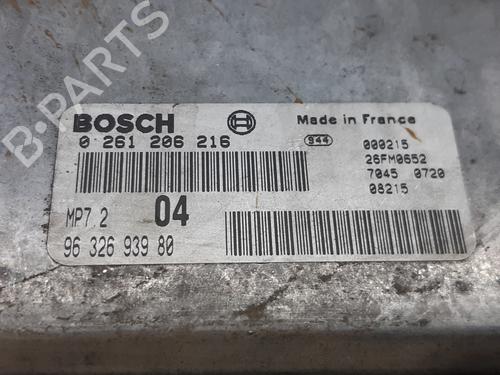 B-PARTS
BOSCH Made in France
0 261 206 216 944 000215
26FM0652
7045 0720
08215
MP7.2 04
96 326 939 80